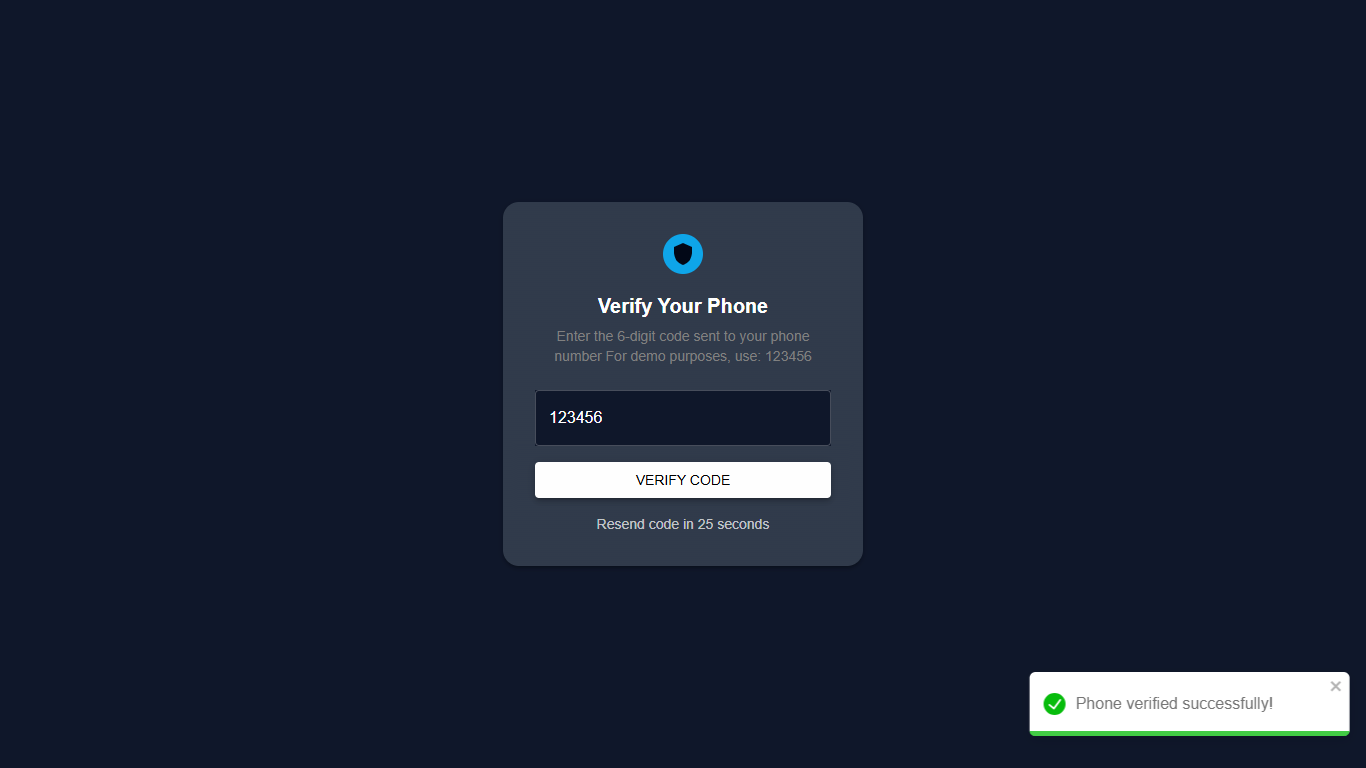 Verify Your Phone
Enter the 6-digit code sent to your phone
number For demo purposes, use: 123456
123456
VERIFY CODE
Resend code in 25 seconds
Phone verified successfully!